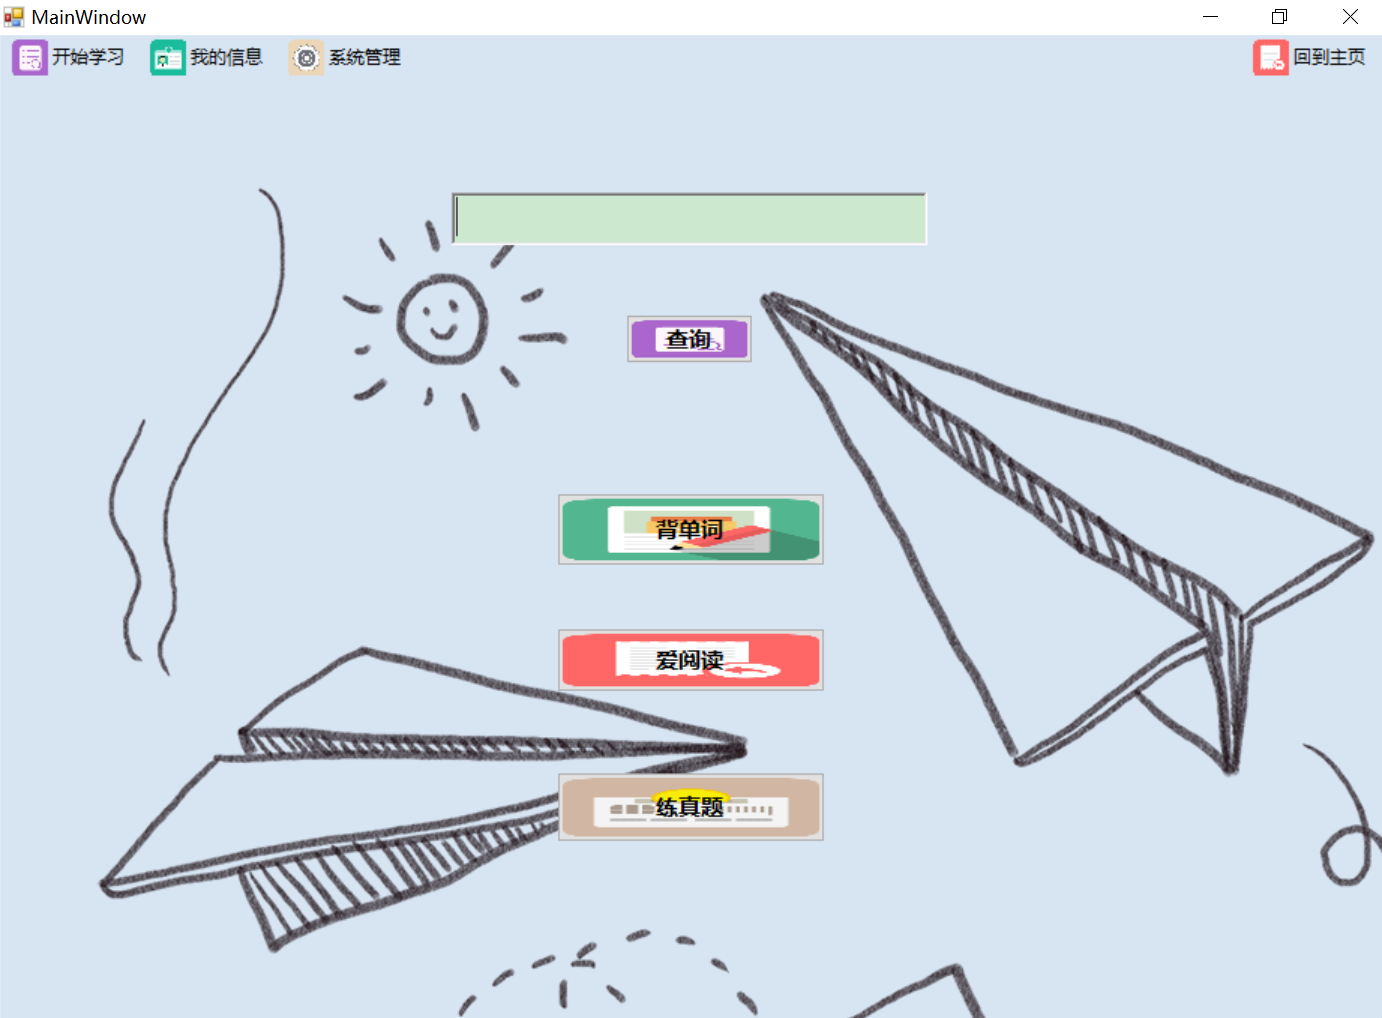 MainWindow
开始学习 我的信息 系统管理 回到主页
查询
背单词
爱阅读
练真题